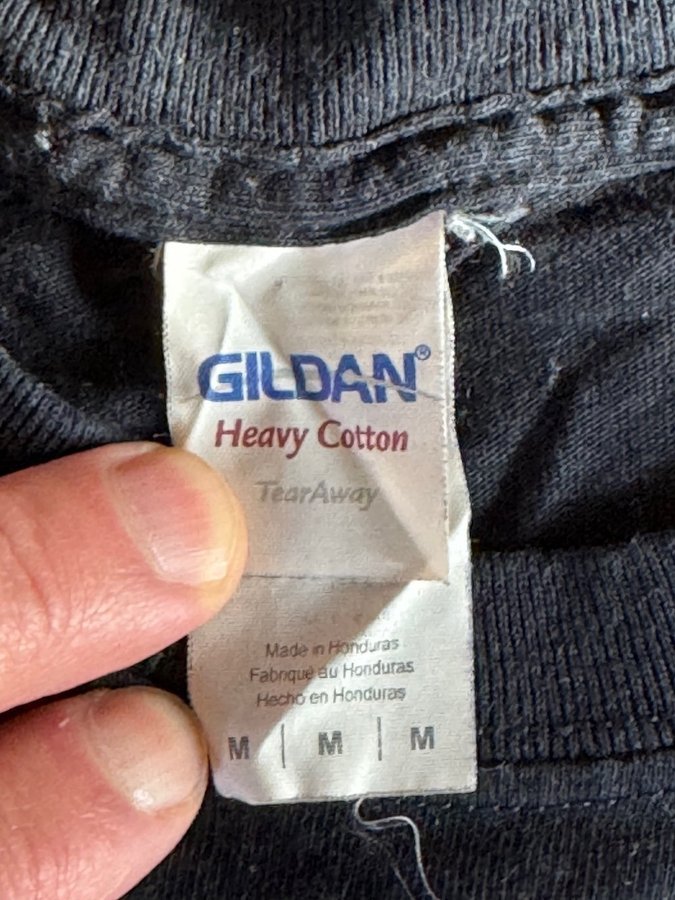 GILDAN®
Heavy Cotton
TearAway
Made in Honduras
Fabriqué au Honduras
Hecho en Honduras
M | M | M